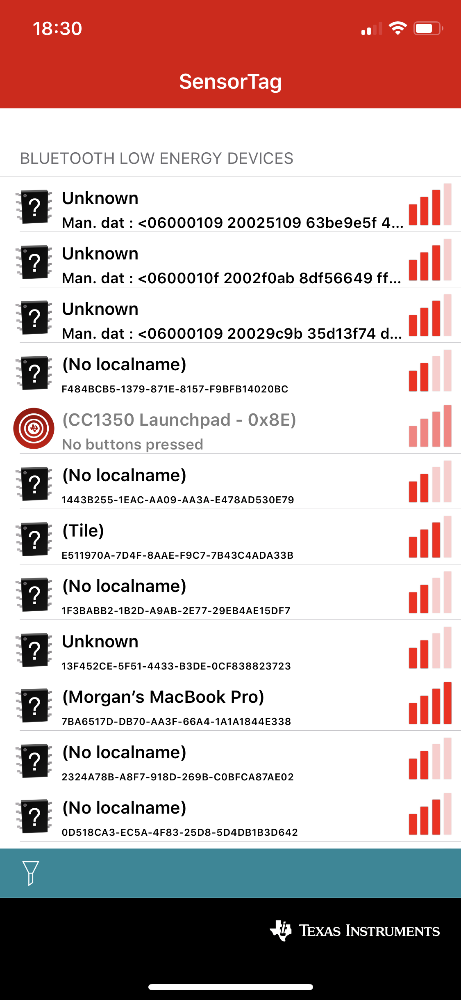 18:30
SensorTag
BLUETOOTH LOW ENERGY DEVICES
?
Unknown
Man. dat : <06000109 20025109 63be9e5f 4...
?
Unknown
Man. dat : <0600010f 2002f0ab 8df56649 ff...
?
Unknown
Man. dat : <06000109 20029c9b 35d13f74 d...
?
(No localname)
F484BCB5-1379-871E-8157-F9BFB14020BC
(CC1350 Launchpad - 0x8E)
No buttons pressed
?
(No localname)
1443B255-1EAC-AA09-AA3A-E478AD530E79
?
(Tile)
E511970A-7D4F-8AAE-F9C7-7B43C4ADA33B
?
(No localname)
1F3BABB2-1B2D-A9AB-2E77-29EB4AE15DF7
?
Unknown
13F452CE-5F51-4433-B3DE-0CF838823723
?
(Morgan’s MacBook Pro)
7BA6517D-DB70-AA3F-66A4-1A1A1844E338
?
(No localname)
2324A78B-A8F7-918D-269B-C0BFCA87AE02
?
(No localname)
0D518CA3-EC5A-4F83-25D8-5D4DB1B3D642
TEXAS INSTRUMENTS